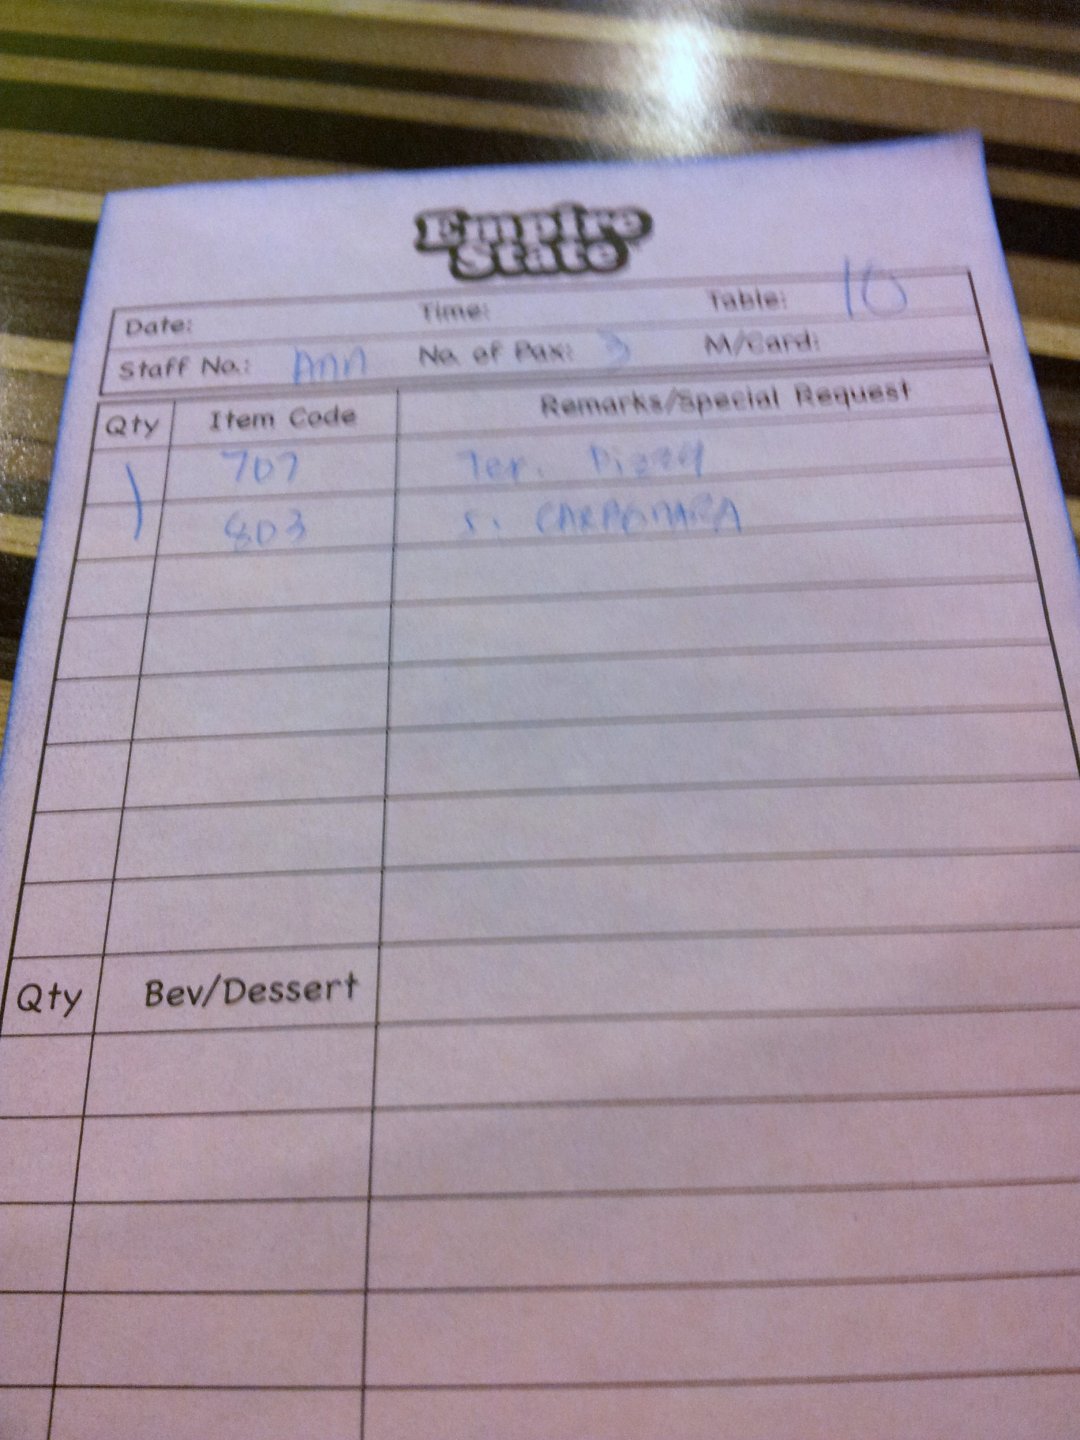 Empire
State
Date: Time: Table: 10
Staff No.: Ann No. of Pax: 3 M/Card:
Qty Item Code Remarks/Special Request
1 707 Ter. Pizza
803 S. CARBONARA
Qty Bev/Dessert